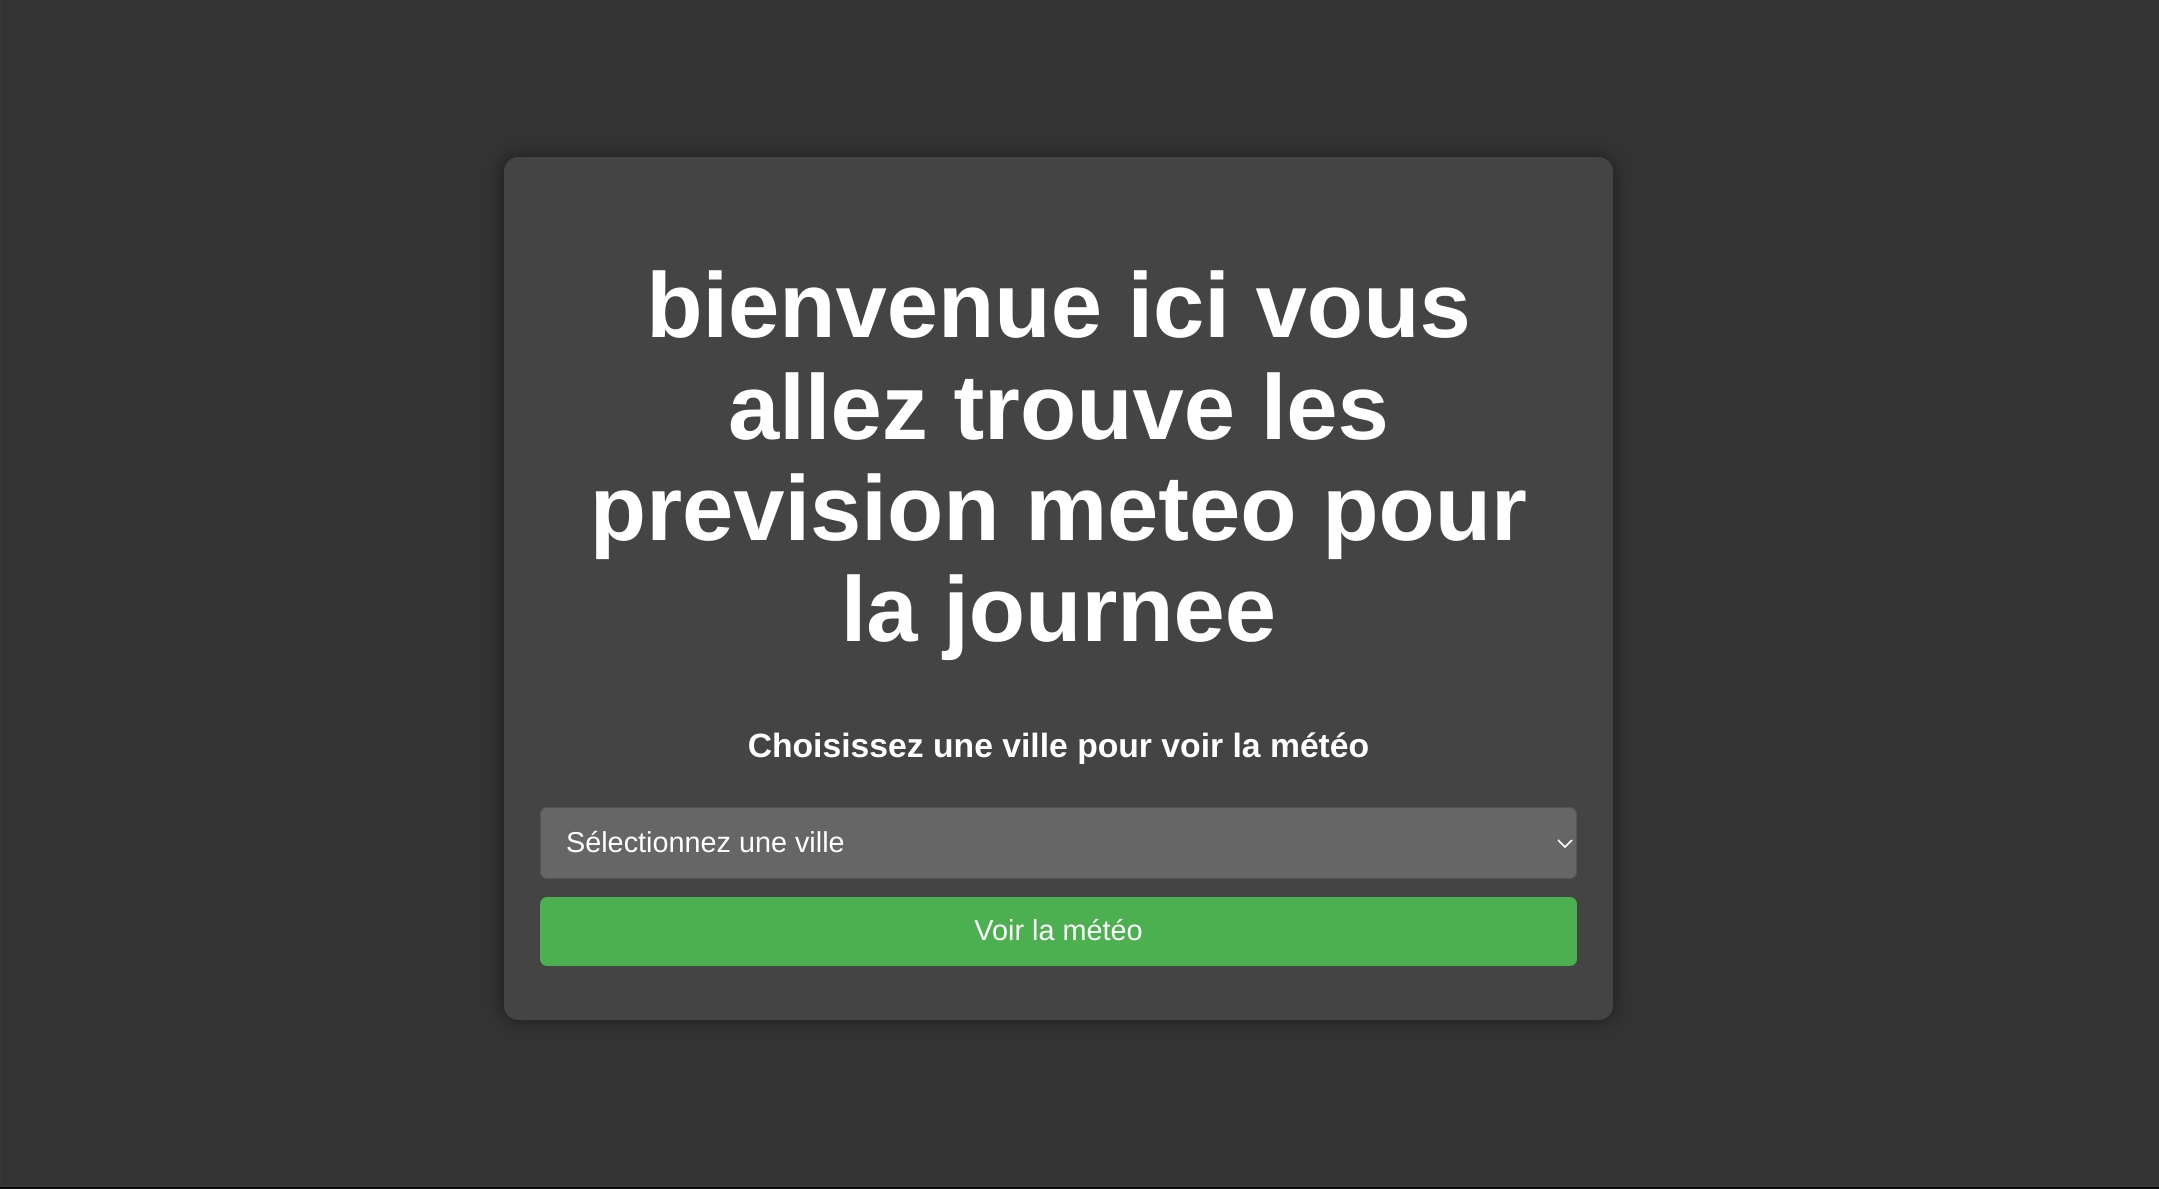 bienvenue ici vous
allez trouve les
prevision meteo pour
la journee
Choisissez une ville pour voir la météo
Sélectionnez une ville
Voir la météo